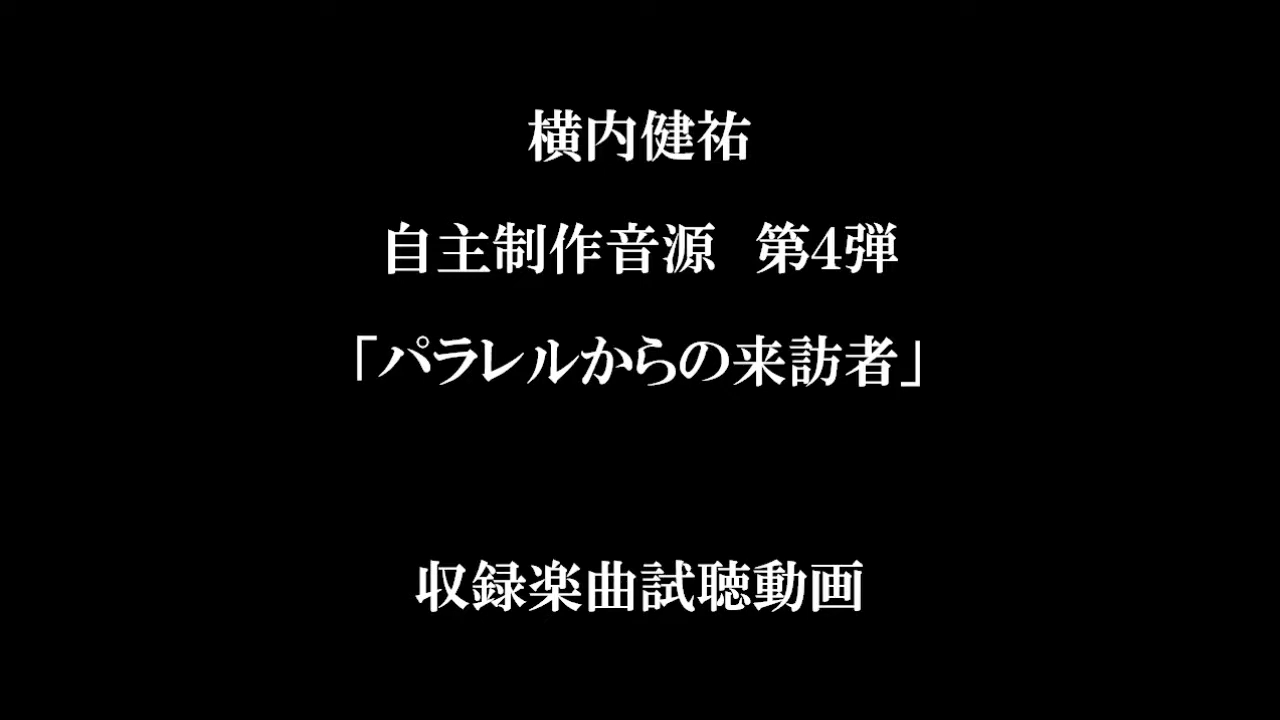 横内健祐
自主制作音源　第4弾
「パラレルからの来訪者」
収録楽曲試聴動画